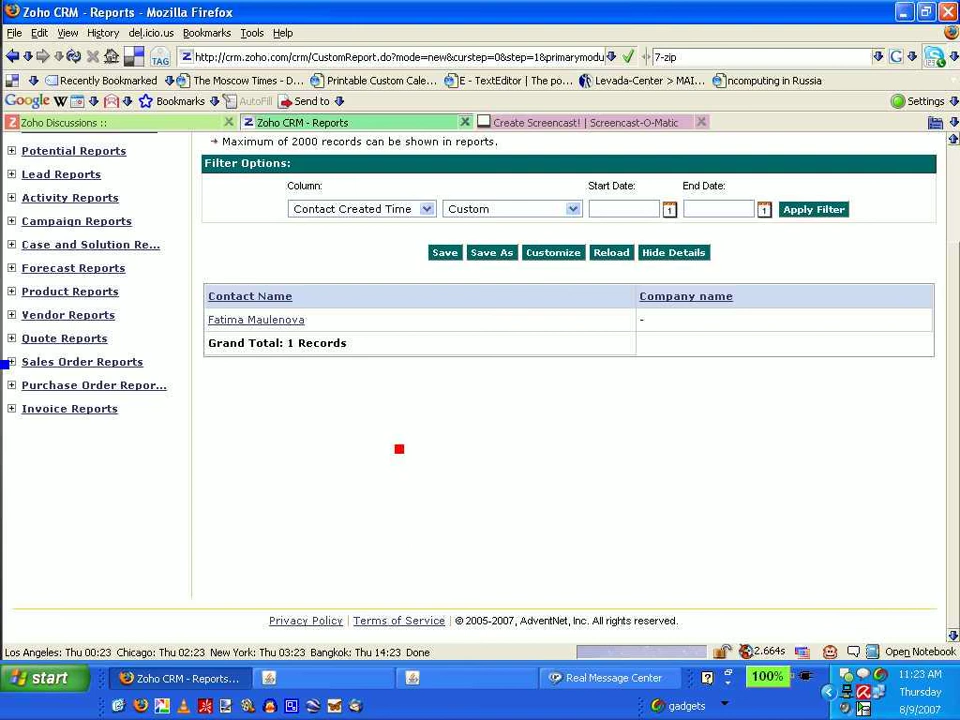 Zoho CRM - Reports - Mozilla Firefox
File Edit View History del.icio.us Bookmarks Tools Help
TAG http://crm.zoho.com/crm/CustomReport.do?mode=new&curstep=0&step=1&primarymodu 7-zip
Recently Bookmarked The Moscow Times - D... Printable Custom Cale... E - TextEditor | The po... Levada-Center > MAI... ncomputing in Russia
Google Bookmarks AutoFill Send to Settings
Zoho Discussions :: Zoho CRM - Reports Create Screencast! | Screencast-O-Matic
Maximum of 2000 records can be shown in reports.
Potential Reports
Filter Options:
Lead Reports
Column: Start Date: End Date:
Activity Reports
Contact Created Time Custom 1 1 Apply Filter
Campaign Reports
Case and Solution Re...
Save Save As Customize Reload Hide Details
Forecast Reports
Product Reports
Contact Name Company name
Vendor Reports
Fatima Maulenova -
Quote Reports
Grand Total: 1 Records
Sales Order Reports
Purchase Order Repor...
Invoice Reports
Privacy Policy | Terms of Service | © 2005-2007, AdventNet, Inc. All rights reserved.
Los Angeles: Thu 00:23 Chicago: Thu 02:23 New York: Thu 03:23 Bangkok: Thu 14:23 Done 2.664s Open Notebook
start Zoho CRM - Reports... Real Message Center 100% 11:23 AM
Thursday
gadgets 8/9/2007